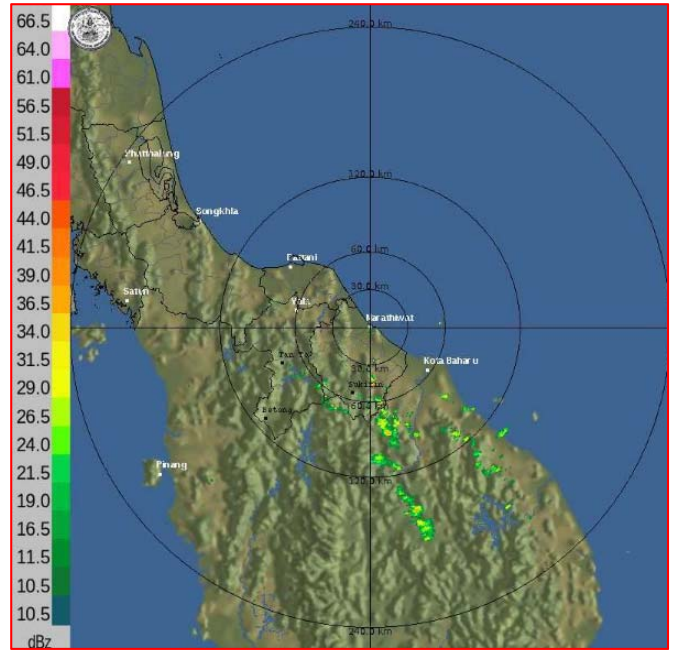 66.5
64.0
61.0
56.5
51.5
49.0
46.5
44.0
41.5
39.0
36.5
34.0
31.5
29.0
26.5
24.0
21.5
19.0
16.5
11.5
10.5
10.5
dBz
240.0 km
120.0 km
60.0 km
30.0 km
Phatthalung
Songkhla
Pattani
Satun
Yala
Narathiwat
Kota Baharu
30.0 km
Sukirin
60.0 km
Betong
Pinang
120.0 km
240.0 km